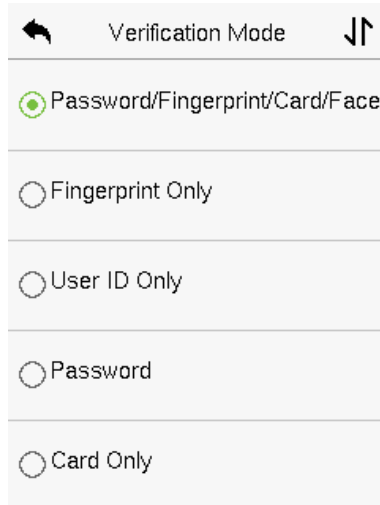 Verification Mode
Password/Fingerprint/Card/Face
Fingerprint Only
User ID Only
Password
Card Only